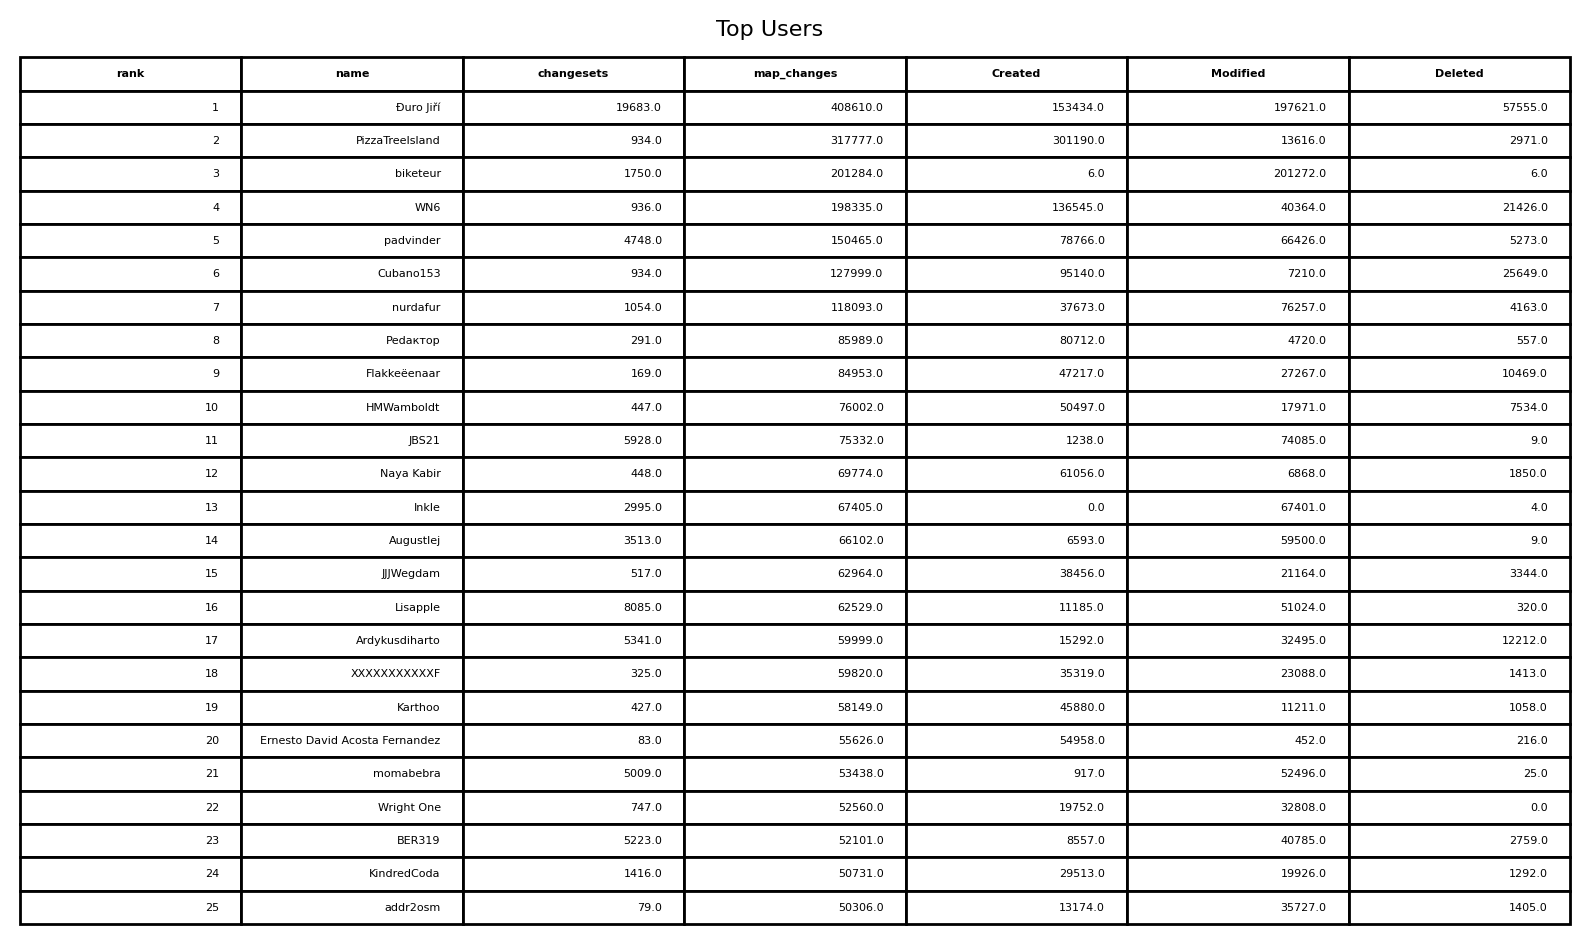 Top Users
rank name changesets map_changes Created Modified Deleted
1 Đuro Jiří 19683.0 408610.0 153434.0 197621.0 57555.0
2 PizzaTreeIsland 934.0 317777.0 301190.0 13616.0 2971.0
3 biketeur 1750.0 201284.0 6.0 201272.0 6.0
4 WN6 936.0 198335.0 136545.0 40364.0 21426.0
5 padvinder 4748.0 150465.0 78766.0 66426.0 5273.0
6 Cubano153 934.0 127999.0 95140.0 7210.0 25649.0
7 nurdafur 1054.0 118093.0 37673.0 76257.0 4163.0
8 Pedaктор 291.0 85989.0 80712.0 4720.0 557.0
9 Flakkeëenaar 169.0 84953.0 47217.0 27267.0 10469.0
10 HMWamboldt 447.0 76002.0 50497.0 17971.0 7534.0
11 JBS21 5928.0 75332.0 1238.0 74085.0 9.0
12 Naya Kabir 448.0 69774.0 61056.0 6868.0 1850.0
13 Inkle 2995.0 67405.0 0.0 67401.0 4.0
14 Augustlej 3513.0 66102.0 6593.0 59500.0 9.0
15 JJJWegdam 517.0 62964.0 38456.0 21164.0 3344.0
16 Lisapple 8085.0 62529.0 11185.0 51024.0 320.0
17 Ardykusdiharto 5341.0 59999.0 15292.0 32495.0 12212.0
18 XXXXXXXXXXXF 325.0 59820.0 35319.0 23088.0 1413.0
19 Karthoo 427.0 58149.0 45880.0 11211.0 1058.0
20 Ernesto David Acosta Fernandez 83.0 55626.0 54958.0 452.0 216.0
21 momabebra 5009.0 53438.0 917.0 52496.0 25.0
22 Wright One 747.0 52560.0 19752.0 32808.0 0.0
23 BER319 5223.0 52101.0 8557.0 40785.0 2759.0
24 KindredCoda 1416.0 50731.0 29513.0 19926.0 1292.0
25 addr2osm 79.0 50306.0 13174.0 35727.0 1405.0